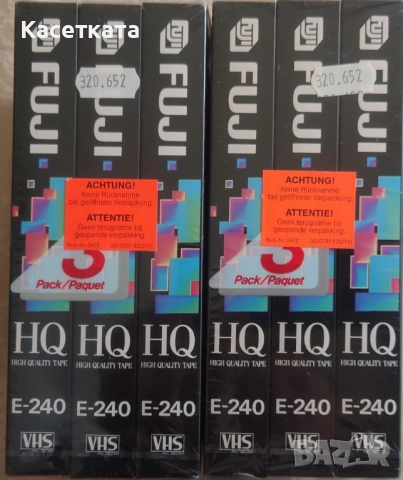 Касетката
FUJI FUJI FUJI
320.652
ACHTUNG!
Keine Rücknahme
bei geöffneter Verpackung.
ATTENTIE!
Geen terugname bij
geopende verpakking.
3
Pack/Paquet
HQ HQ HQ
HIGH QUALITY TAPE HIGH QUALITY TAPE HIGH QUALITY TAPE
E-240 E-240 E-240
VHS VHS VHS
FUJI FUJI FUJI
320.652
ACHTUNG!
Keine Rücknahme
bei geöffneter Verpackung.
ATTENTIE!
Geen terugname bij
geopende verpakking.
3
Pack/Paquet
HQ HQ HQ
HIGH QUALITY TAPE HIGH QUALITY TAPE HIGH QUALITY TAPE
E-240 E-240 E-240
VHS VHS VHS
BAZAR